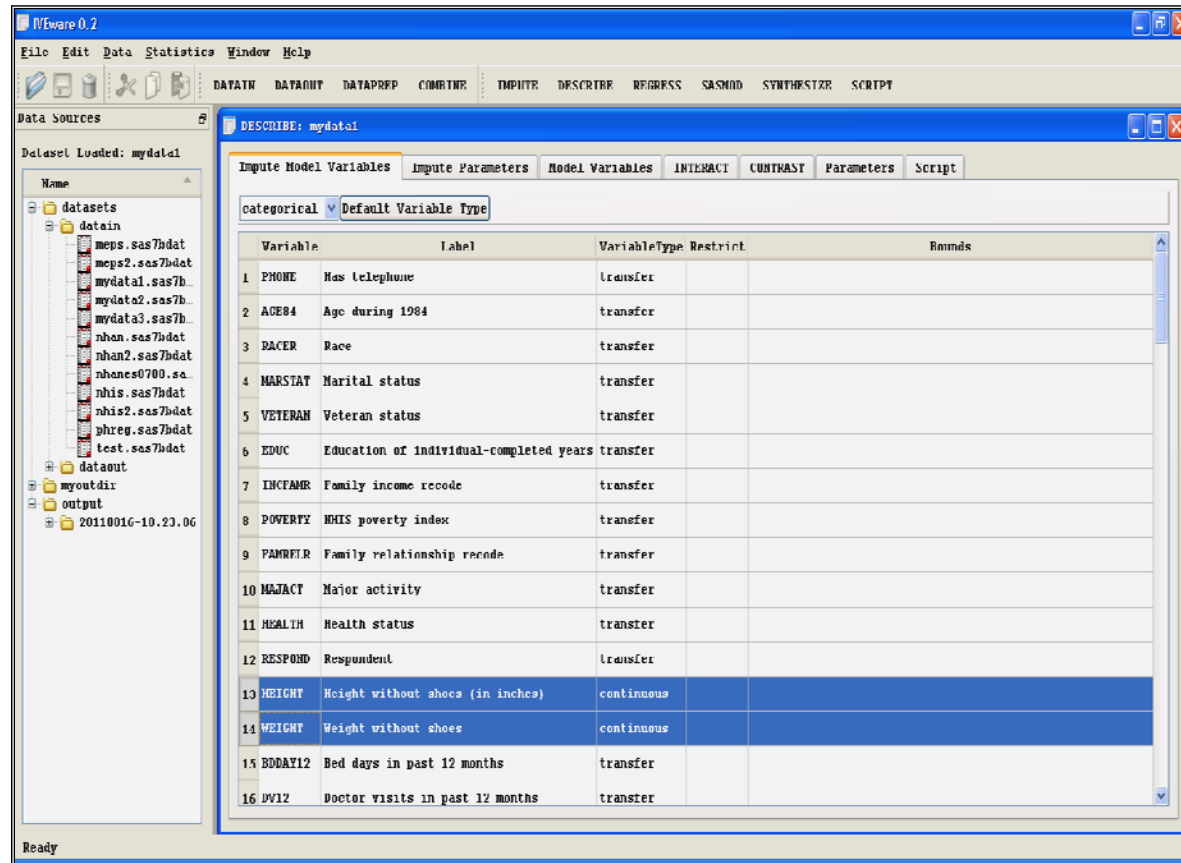 IVEware 0.2
File Edit Data Statistics Window Help
DATAIN DATAOUT DATAPREP COMBINE IMPUTE DESCRIBE REGRESS SASMOD SYNTHESIZE SCRIPT
Data Sources
Dataset Loaded: mydata1
Name
datasets
datain
meps.sas7bdat
meps2.sas7bdat
mydata1.sas7b...
mydata2.sas7b...
mydata3.sas7b...
nhan.sas7bdat
nhan2.sas7bdat
nhanes0700.sa...
nhis.sas7bdat
nhis2.sas7bdat
phreg.sas7bdat
test.sas7bdat
dataout
myoutdir
output
DESCRIBE: mydata1
Impute Model Variables Impute Parameters Model Variables INTERACT CONTRAST Parameters Script
categorical Default Variable Type
Variable Label VariableType Restrict Bounds
1 PHONE Has telephone transfer
2 AGE84 Age during 1984 transfer
3 RACER Race transfer
4 MARSTAT Marital status transfer
5 VETERAN Veteran status transfer
6 EDUC Education of individual-completed years transfer
7 INCFAMR Family income recode transfer
8 POVERTY NHIS poverty index transfer
9 FAMRELR Family relationship recode transfer
10 MAJACT Major activity transfer
11 HEALTH Health status transfer
12 RESPOND Respondent transfer
13 HEIGHT Height without shoes (in inches) continuous
14 WEIGHT Weight without shoes continuous
15 BDDAY12 Bed days in past 12 months transfer
16 DV12 Doctor visits in past 12 months transfer
Ready